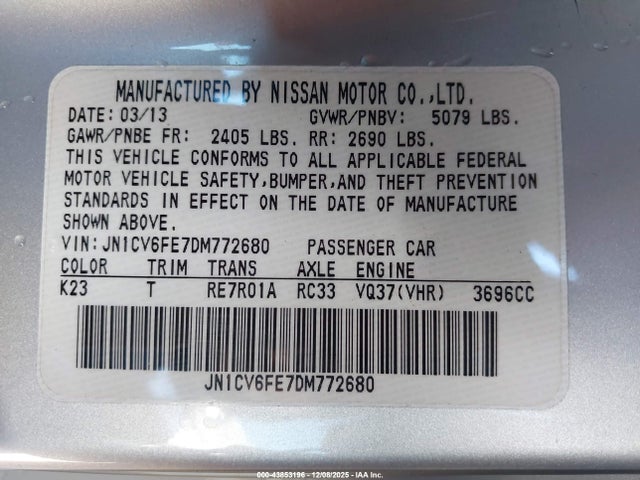 MANUFACTURED BY NISSAN MOTOR CO.,LTD.
DATE: 03/13 GVWR/PNBV: 5079 LBS.
GAWR/PNBE FR: 2405 LBS. RR: 2690 LBS.
THIS VEHICLE CONFORMS TO ALL APPLICABLE FEDERAL
MOTOR VEHICLE SAFETY,BUMPER,AND THEFT PREVENTION
STANDARDS IN EFFECT ON THE DATE OF MANUFACTURE
SHOWN ABOVE.
VIN:JN1CV6FE7DM772680 PASSENGER CAR
COLOR TRIM TRANS AXLE ENGINE
K23 T RE7R01A RC33 VQ37(VHR) 3696CC
JN1CV6FE7DM772680
000-43853196 - 12/08/2025 - IAA Inc.